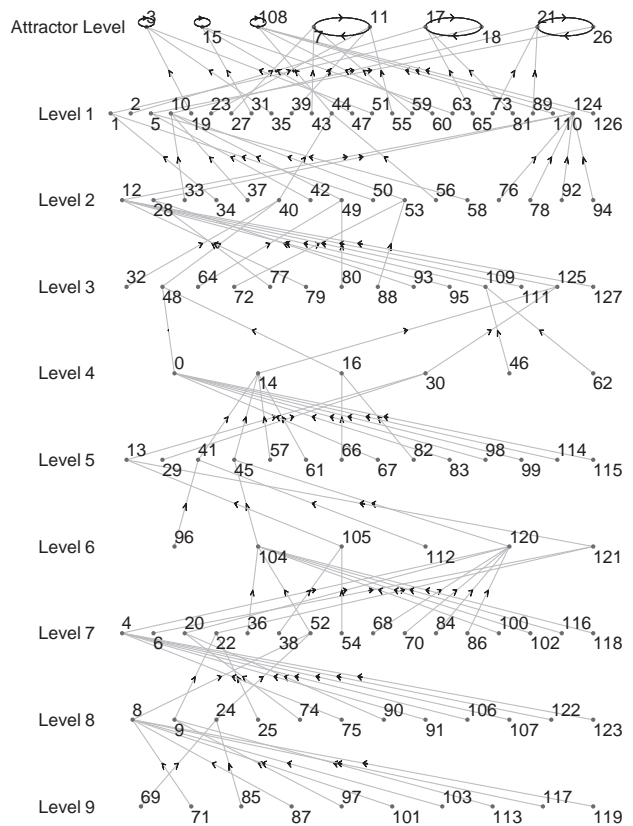 Attractor Level 3 15 108 7 11 17 18 21 26
Level 1 1 2 5 10 19 23 27 31 35 39 43 44 47 51 55 59 60 63 65 73 81 89 110 124 126
Level 2 12 28 33 34 37 40 42 49 50 53 56 58 76 78 92 94
Level 3 32 48 64 72 77 79 80 88 93 95 109 111 125 127
Level 4 0 14 16 30 46 62
Level 5 13 29 41 45 57 61 66 67 82 83 98 99 114 115
Level 6 96 104 105 112 120 121
Level 7 4 6 20 22 36 38 52 54 68 70 84 86 100 102 116 118
Level 8 8 9 24 25 74 75 90 91 106 107 122 123
Level 9 69 71 85 87 97 101 103 113 117 119